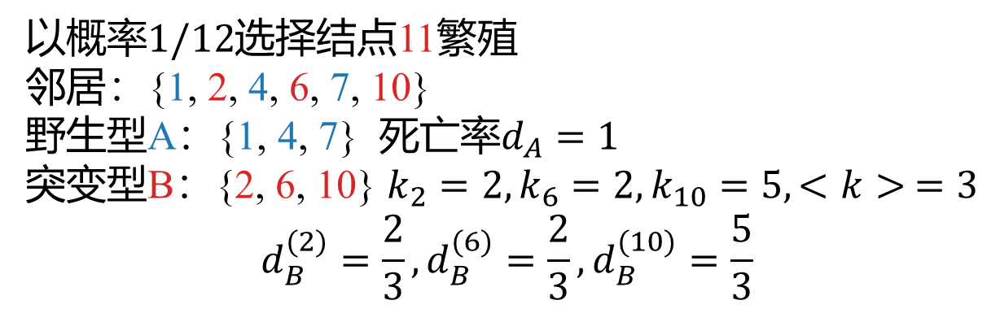 以概率1/12选择结点11繁殖
邻居：{1, 2, 4, 6, 7, 10}
野生型A：{1, 4, 7} 死亡率$d_A = 1$
突变型B：{2, 6, 10} $k_2 = 2, k_6 = 2, k_{10} = 5, <k> = 3$
$d_B^{(2)} = \frac{2}{3}, d_B^{(6)} = \frac{2}{3}, d_B^{(10)} = \frac{5}{3}$